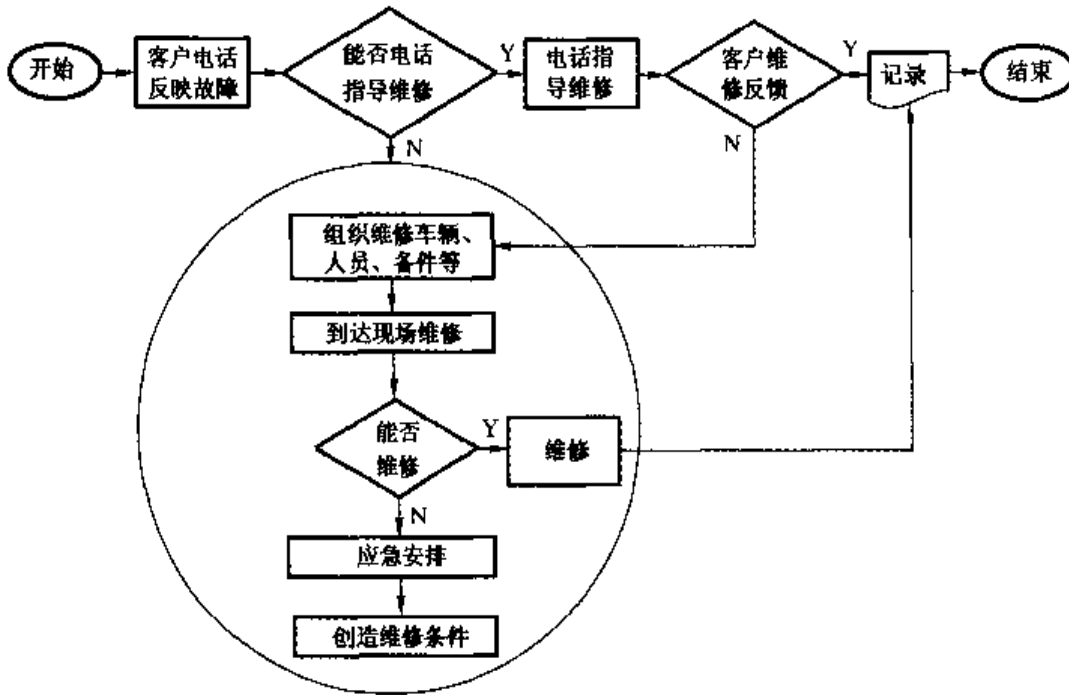 开始
客户电话
反映故障
能否电话
指导维修
Y
电话指
导维修
客户维
修反馈
Y
记录
结束
N
N
组织维修车辆、
人员、备件等
到达现场维修
能否
维修
Y
维修
N
应急安排
创造维修条件